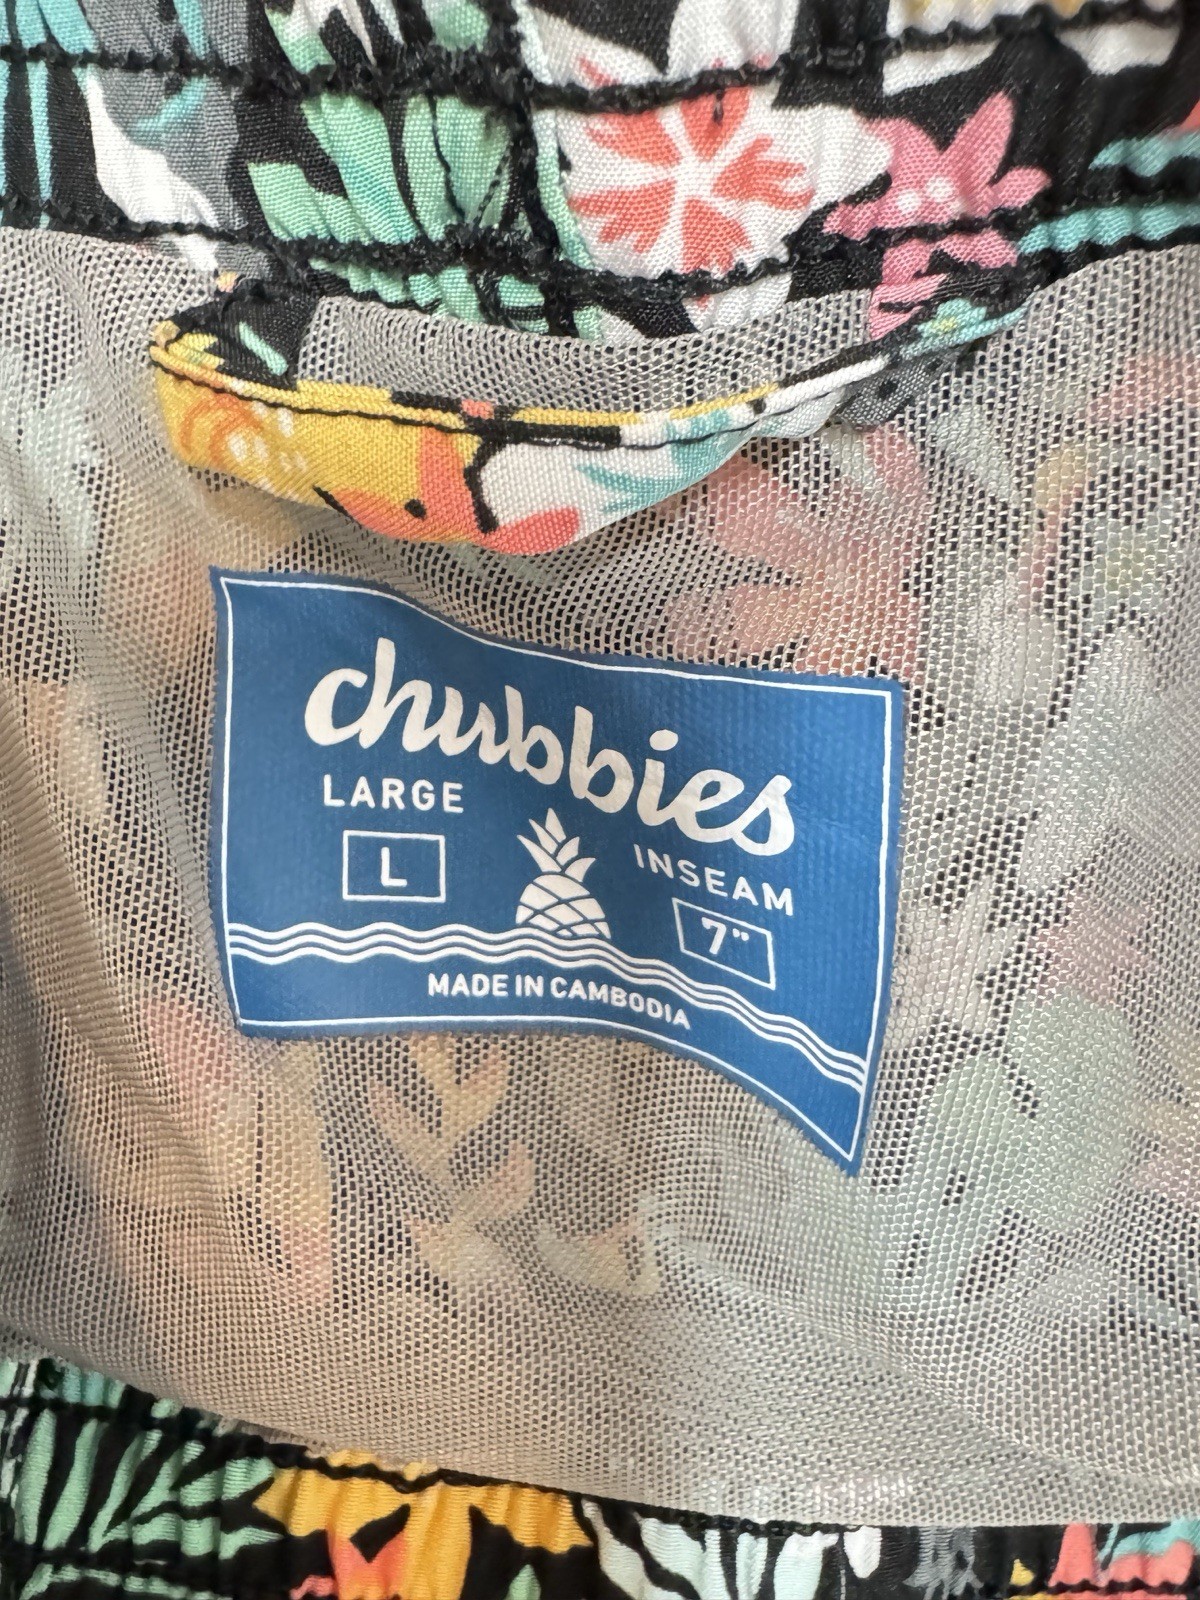 chubbies
LARGE
L
INSEAM
7"
MADE IN CAMBODIA